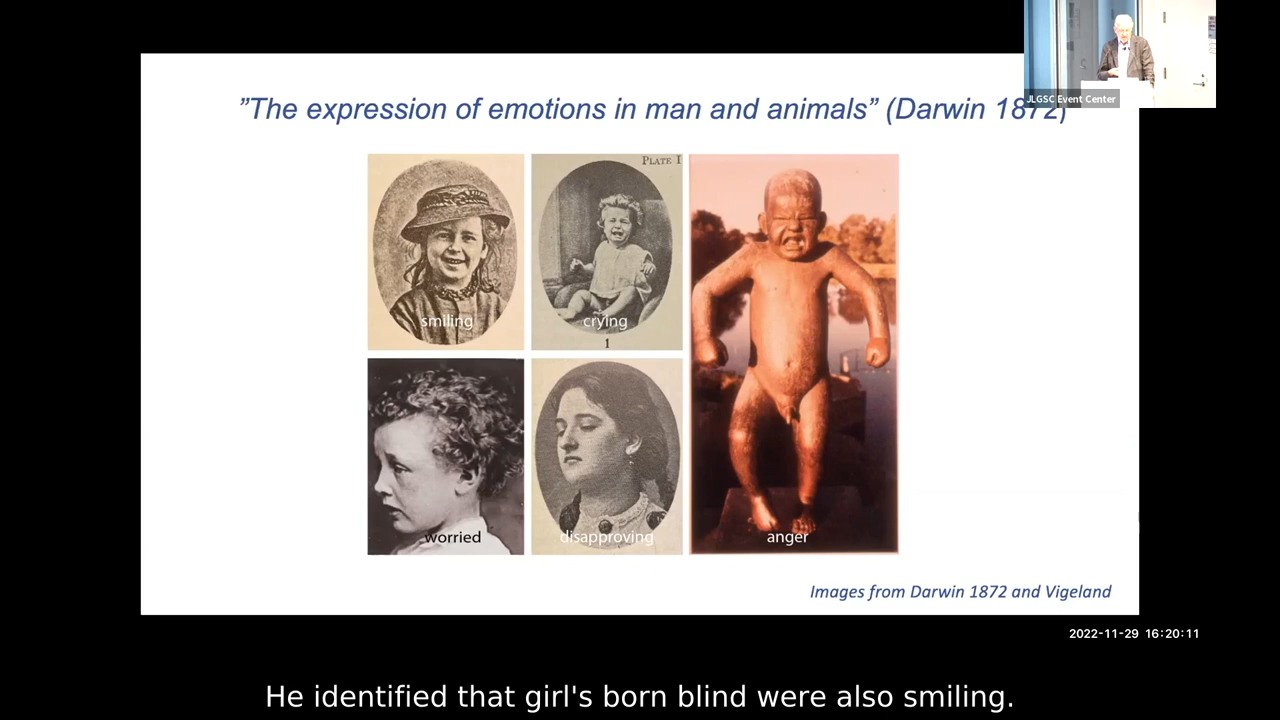 JLGSC Event Center
”The expression of emotions in man and animals” (Darwin 1872)
PLATE I
smiling
crying
1
worried
disapproving
anger
Images from Darwin 1872 and Vigeland
2022-11-29 16:20:11
He identified that girl's born blind were also smiling.